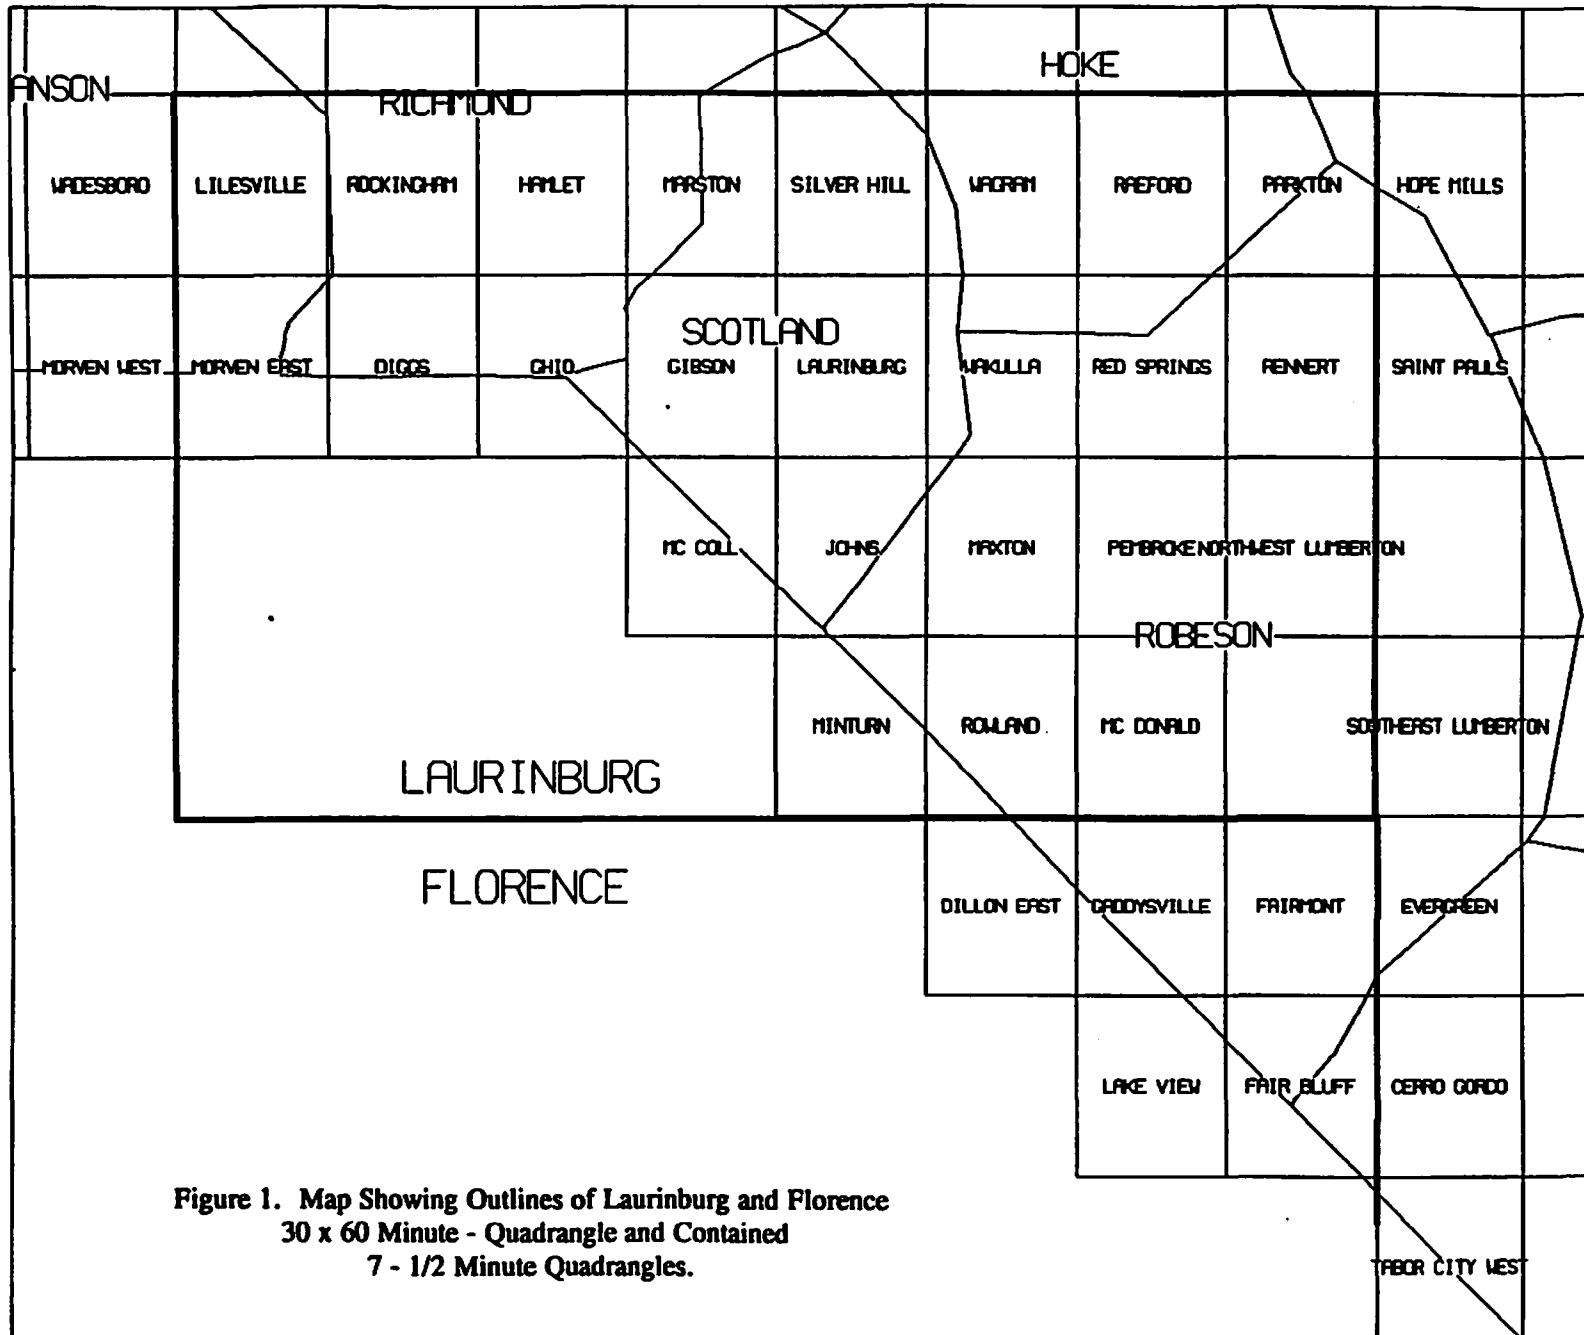 HOKE
ANSON
RICHMOND
WADESBORO LILESVILLE ROCKINGHAM HAMLET MARSTON SILVER HILL WAGRAM RAEFORD PARKTON HOPE MILLS
SCOTLAND
MORVEN WEST MORVEN EAST DIGGS GHIO GIBSON LAURINBURG WAKULLA RED SPRINGS RENNERT SAINT PAULS
MC COLL JOHNS MAXTON PEMBROKE NORTHWEST LUMBERTON
ROBESON
MINTURN ROWLAND MC DONALD SOUTHEAST LUMBERTON
LAURINBURG
FLORENCE
DILLON EAST GADDYSVILLE FAIRMONT EVERGREEN
LAKE VIEW FAIR BLUFF CERRO GORDO
Figure 1. Map Showing Outlines of Laurinburg and Florence
30 x 60 Minute - Quadrangle and Contained
7 - 1/2 Minute Quadrangles.
TABOR CITY WEST